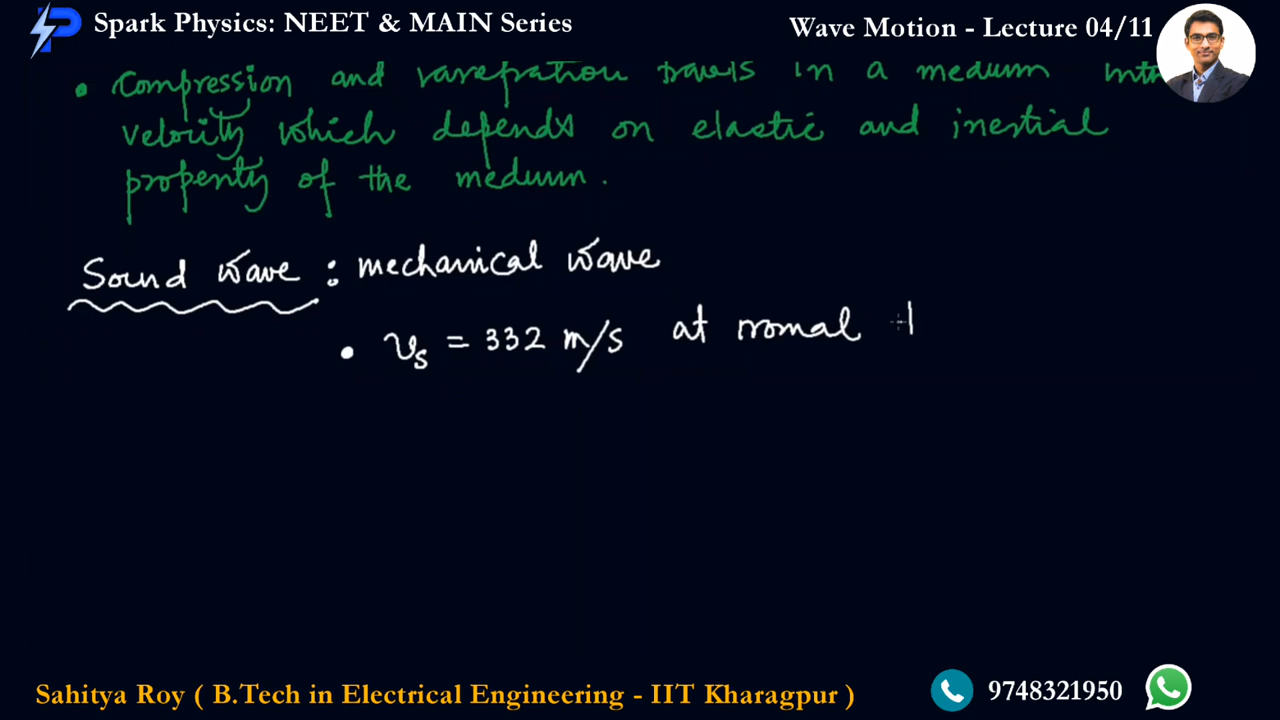 Spark Physics: NEET & MAIN Series
Wave Motion - Lecture 04/11
• Compression and rarefration travels in a medium
velocity which depends on elastic and inertial
property of the medium.
Sound wave : mechanical wave
• vₛ = 332 m/s at normal
Sahitya Roy ( B.Tech in Electrical Engineering - IIT Kharagpur )
9748321950